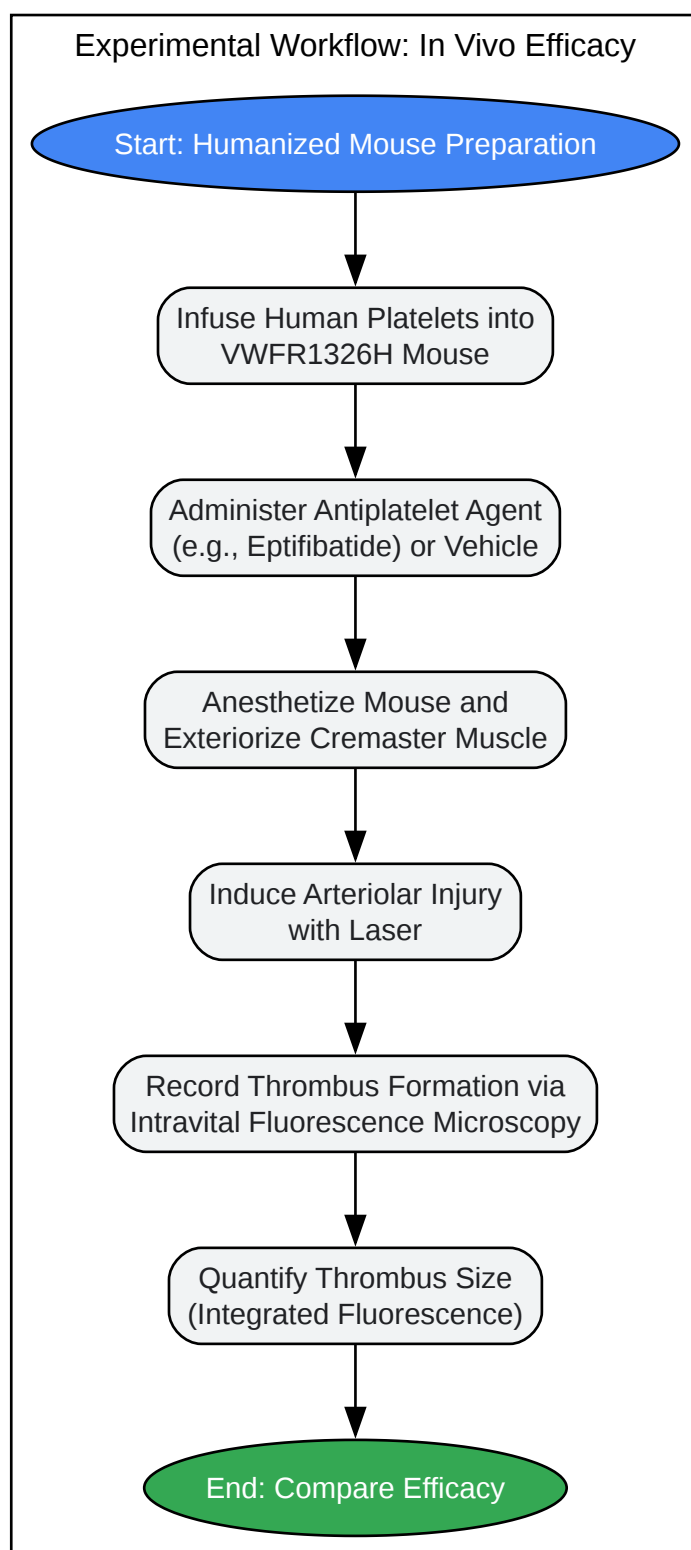 Experimental Workflow: In Vivo Efficacy
Start: Humanized Mouse Preparation
Infuse Human Platelets into
VWFR1326H Mouse
Administer Antiplatelet Agent
(e.g., Eptifibatide) or Vehicle
Anesthetize Mouse and
Exteriorize Cremaster Muscle
Induce Arteriolar Injury
with Laser
Record Thrombus Formation via
Intravital Fluorescence Microscopy
Quantify Thrombus Size
(Integrated Fluorescence)
End: Compare Efficacy